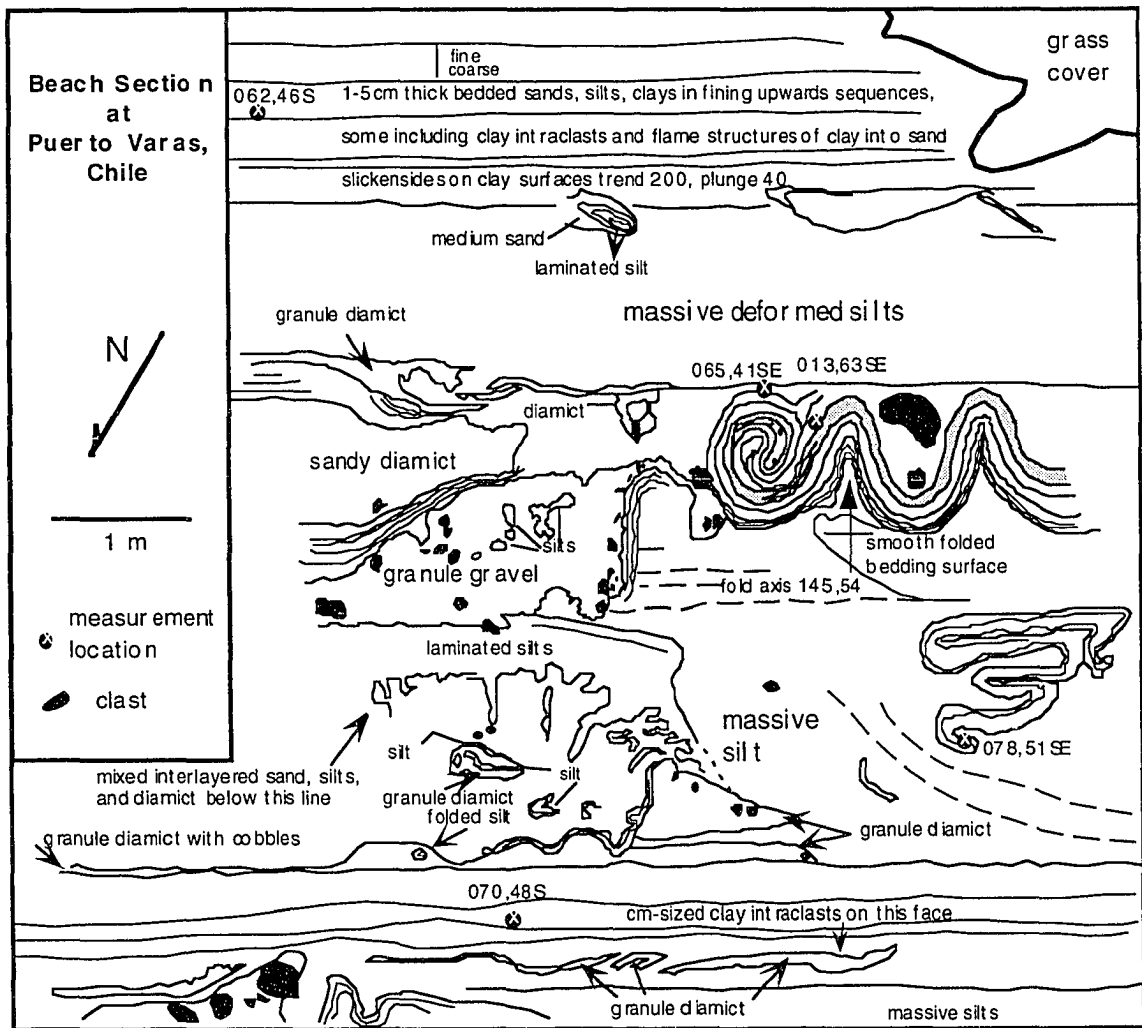 Beach Section
at
Puerto Varas,
Chile
N
1 m
measurement
location
clast
fine
coarse
grass
cover
062,46S
1-5cm thick bedded sands, silts, clays in fining upwards sequences,
some including clay intraclasts and flame structures of clay into sand
slickensides on clay surfaces trend 200, plunge 40
medium sand
laminated silt
massive deformed silts
granule diamict
065,41SE
013,63SE
diamict
sandy diamict
silts
granule gravel
smooth folded
bedding surface
fold axis 145,54
laminated silts
massive
silt
078,51SE
silt
silt
mixed interlayered sand, silts,
and diamict below this line
granule diamict
folded silt
granule diamict
granule diamict with cobbles
070,48S
cm-sized clay intraclasts on this face
granule diamict
massive silts